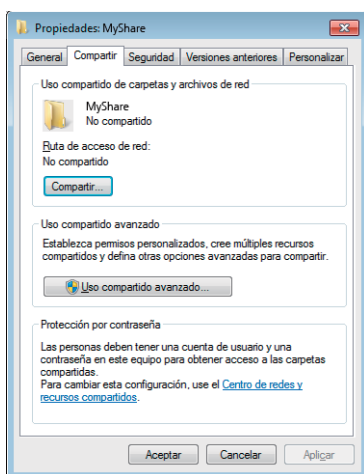 Propiedades: MyShare
General Compartir Seguridad Versiones anteriores Personalizar
Uso compartido de carpetas y archivos de red
MyShare
No compartido
Ruta de acceso de red:
No compartido
Compartir...
Uso compartido avanzado
Establezca permisos personalizados, cree múltiples recursos
compartidos y defina otras opciones avanzadas para compartir.
Uso compartido avanzado...
Protección por contraseña
Las personas deben tener una cuenta de usuario y una
contraseña en este equipo para obtener acceso a las carpetas
compartidas.
Para cambiar esta configuración, use el Centro de redes y
recursos compartidos.
Aceptar Cancelar Aplicar